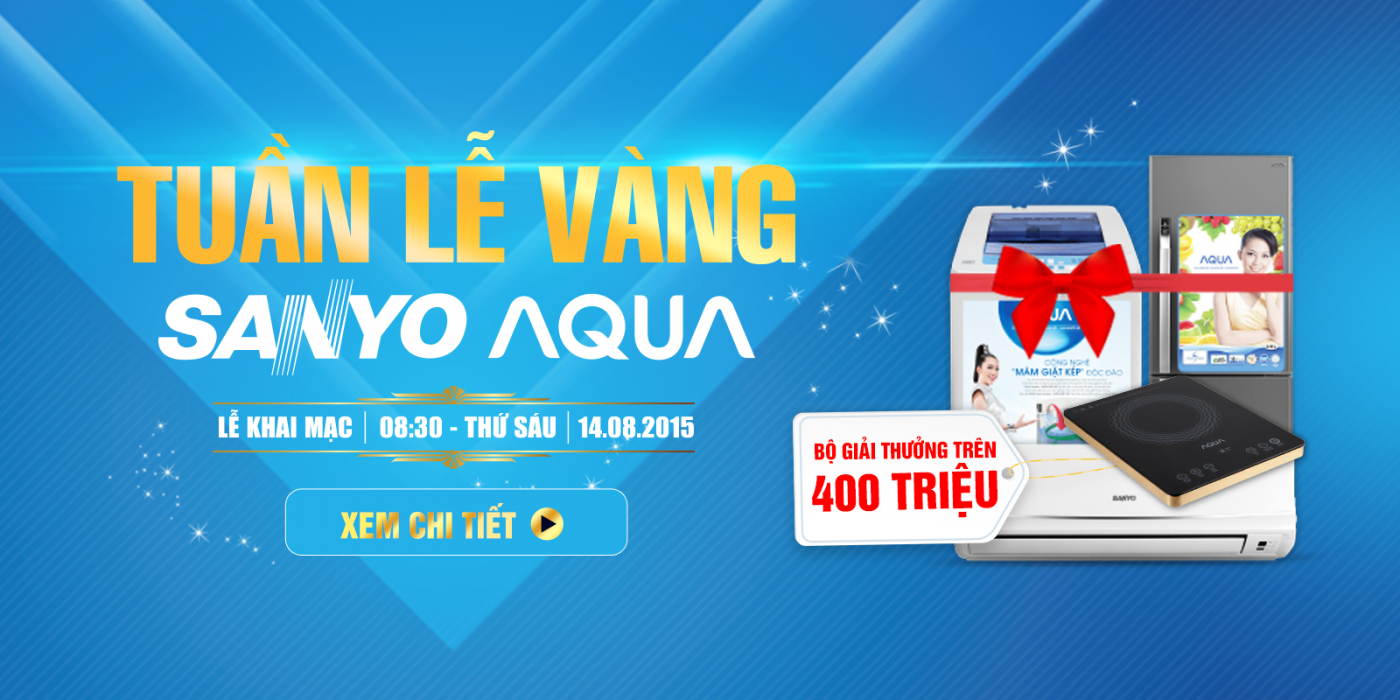 TUẦN LỄ VÀNG
SANYO AQUA
LỄ KHAI MẠC | 08:30 - THỨ SÁU | 14.08.2015
XEM CHI TIẾT
BỘ GIẢI THƯỞNG TRÊN
400 TRIỆU
AQUA
UA
CÔNG NGHỆ
"MÂM GIẶT KÉP" ĐỘC ĐÁO
AQUA
SANYO